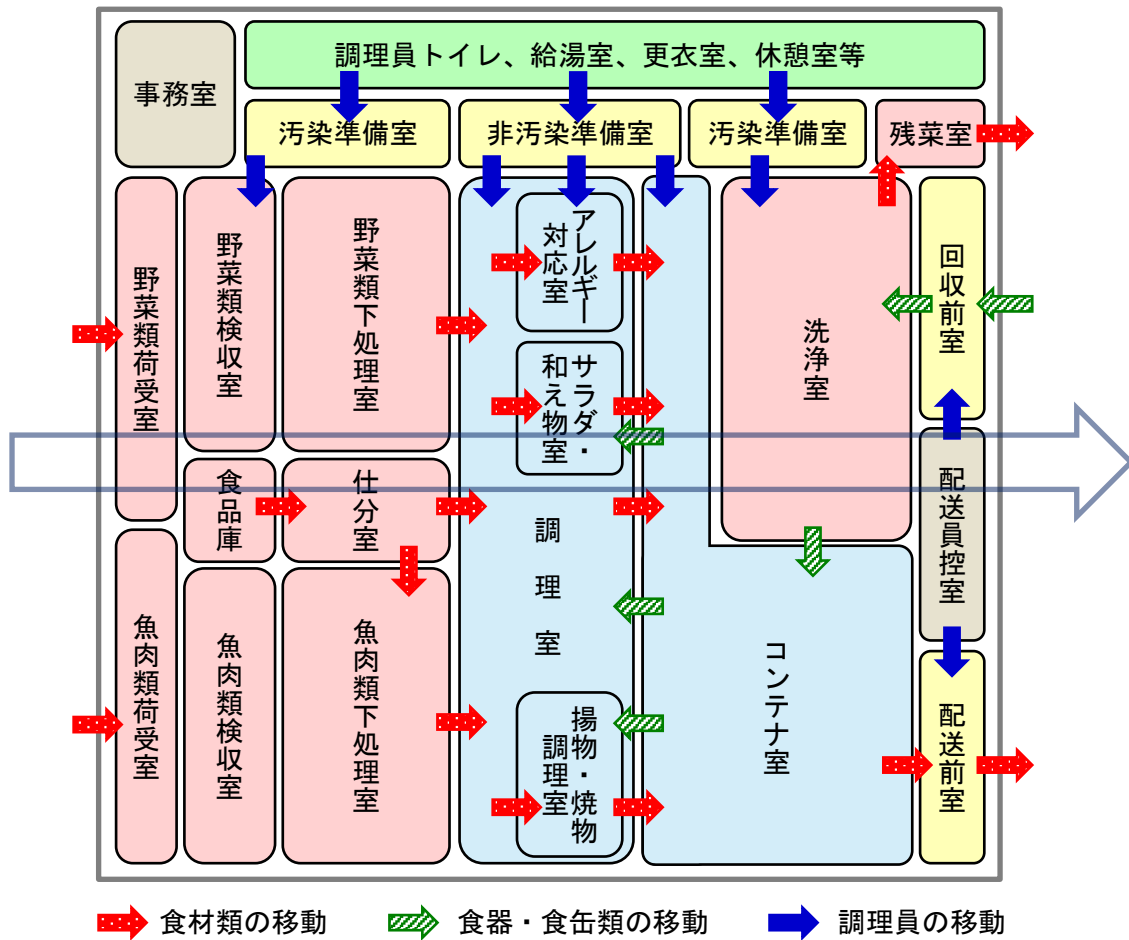 調理員トイレ、給湯室、更衣室、休憩室等
事務室
汚染準備室
非汚染準備室
汚染準備室
残菜室
野菜類荷受室
野菜類検収室
野菜類下処理室
アレルギー
対応室
サラダ・
和え物室
洗浄室
回収前室
食品庫
仕分室
調理室
配送員控室
魚肉類荷受室
魚肉類検収室
魚肉類下処理室
揚物・焼物
調理室
コンテナ室
配送前室
食材類の移動
食器・食缶類の移動
調理員の移動